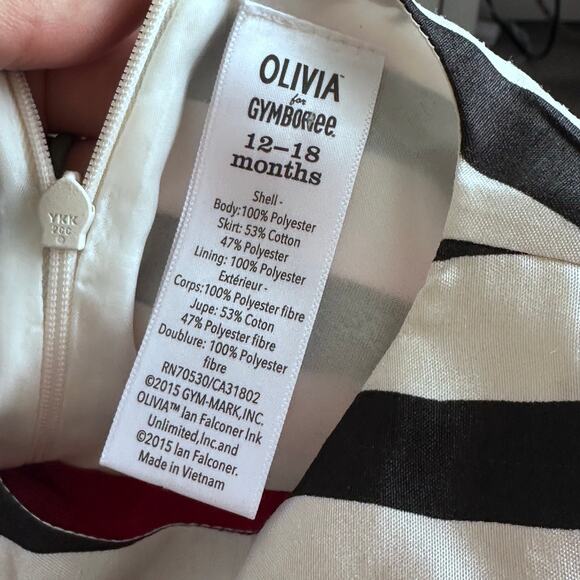 OLIVIA™
for
GYMBOREE.
12–18
months
Shell -
Body:100% Polyester
Skirt: 53% Cotton
47% Polyester
Lining: 100% Polyester
Extérieur -
Corps:100% Polyester fibre
Jupe: 53% Coton
47% Polyester fibre
Doublure: 100% Polyester
fibre
RN70530/CA31802
©2015 GYM-MARK,INC.
OLIVIA™ Ian Falconer Ink
Unlimited,Inc.and
©2015 Ian Falconer.
Made in Vietnam
YKK